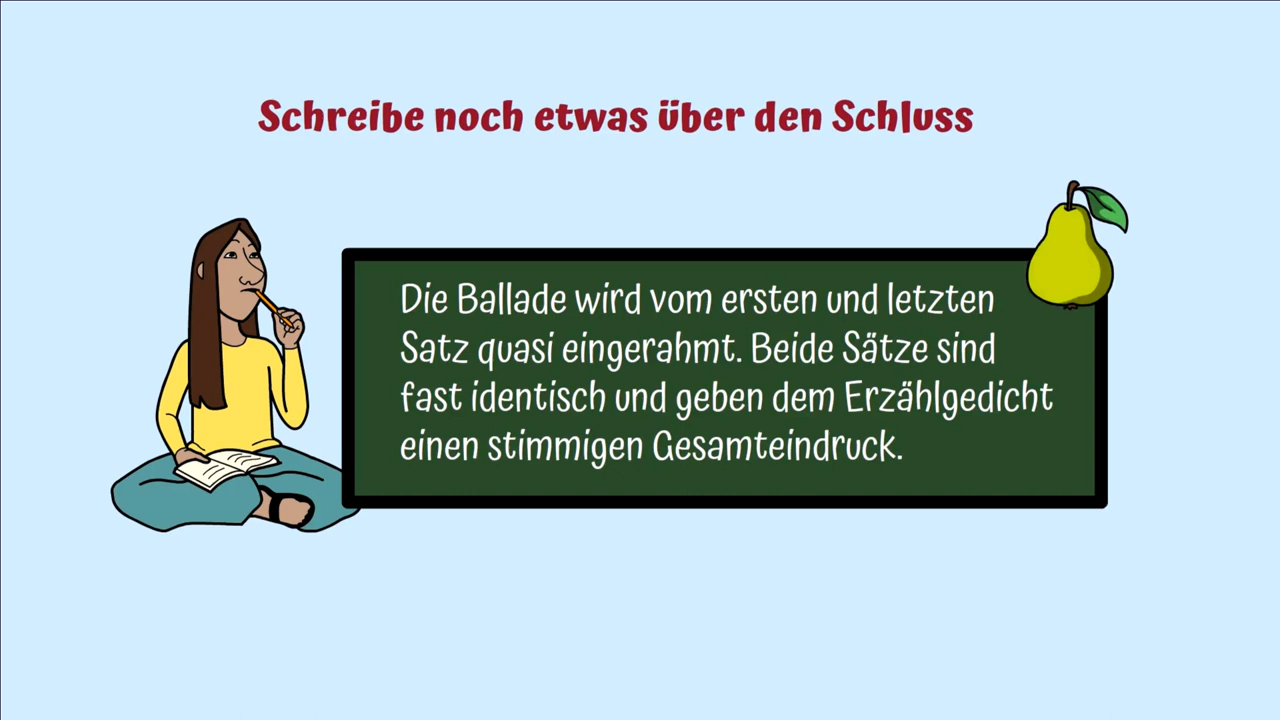 Schreibe noch etwas über den Schluss
Die Ballade wird vom ersten und letzten
Satz quasi eingerahmt. Beide Sätze sind
fast identisch und geben dem Erzählgedicht
einen stimmigen Gesamteindruck.